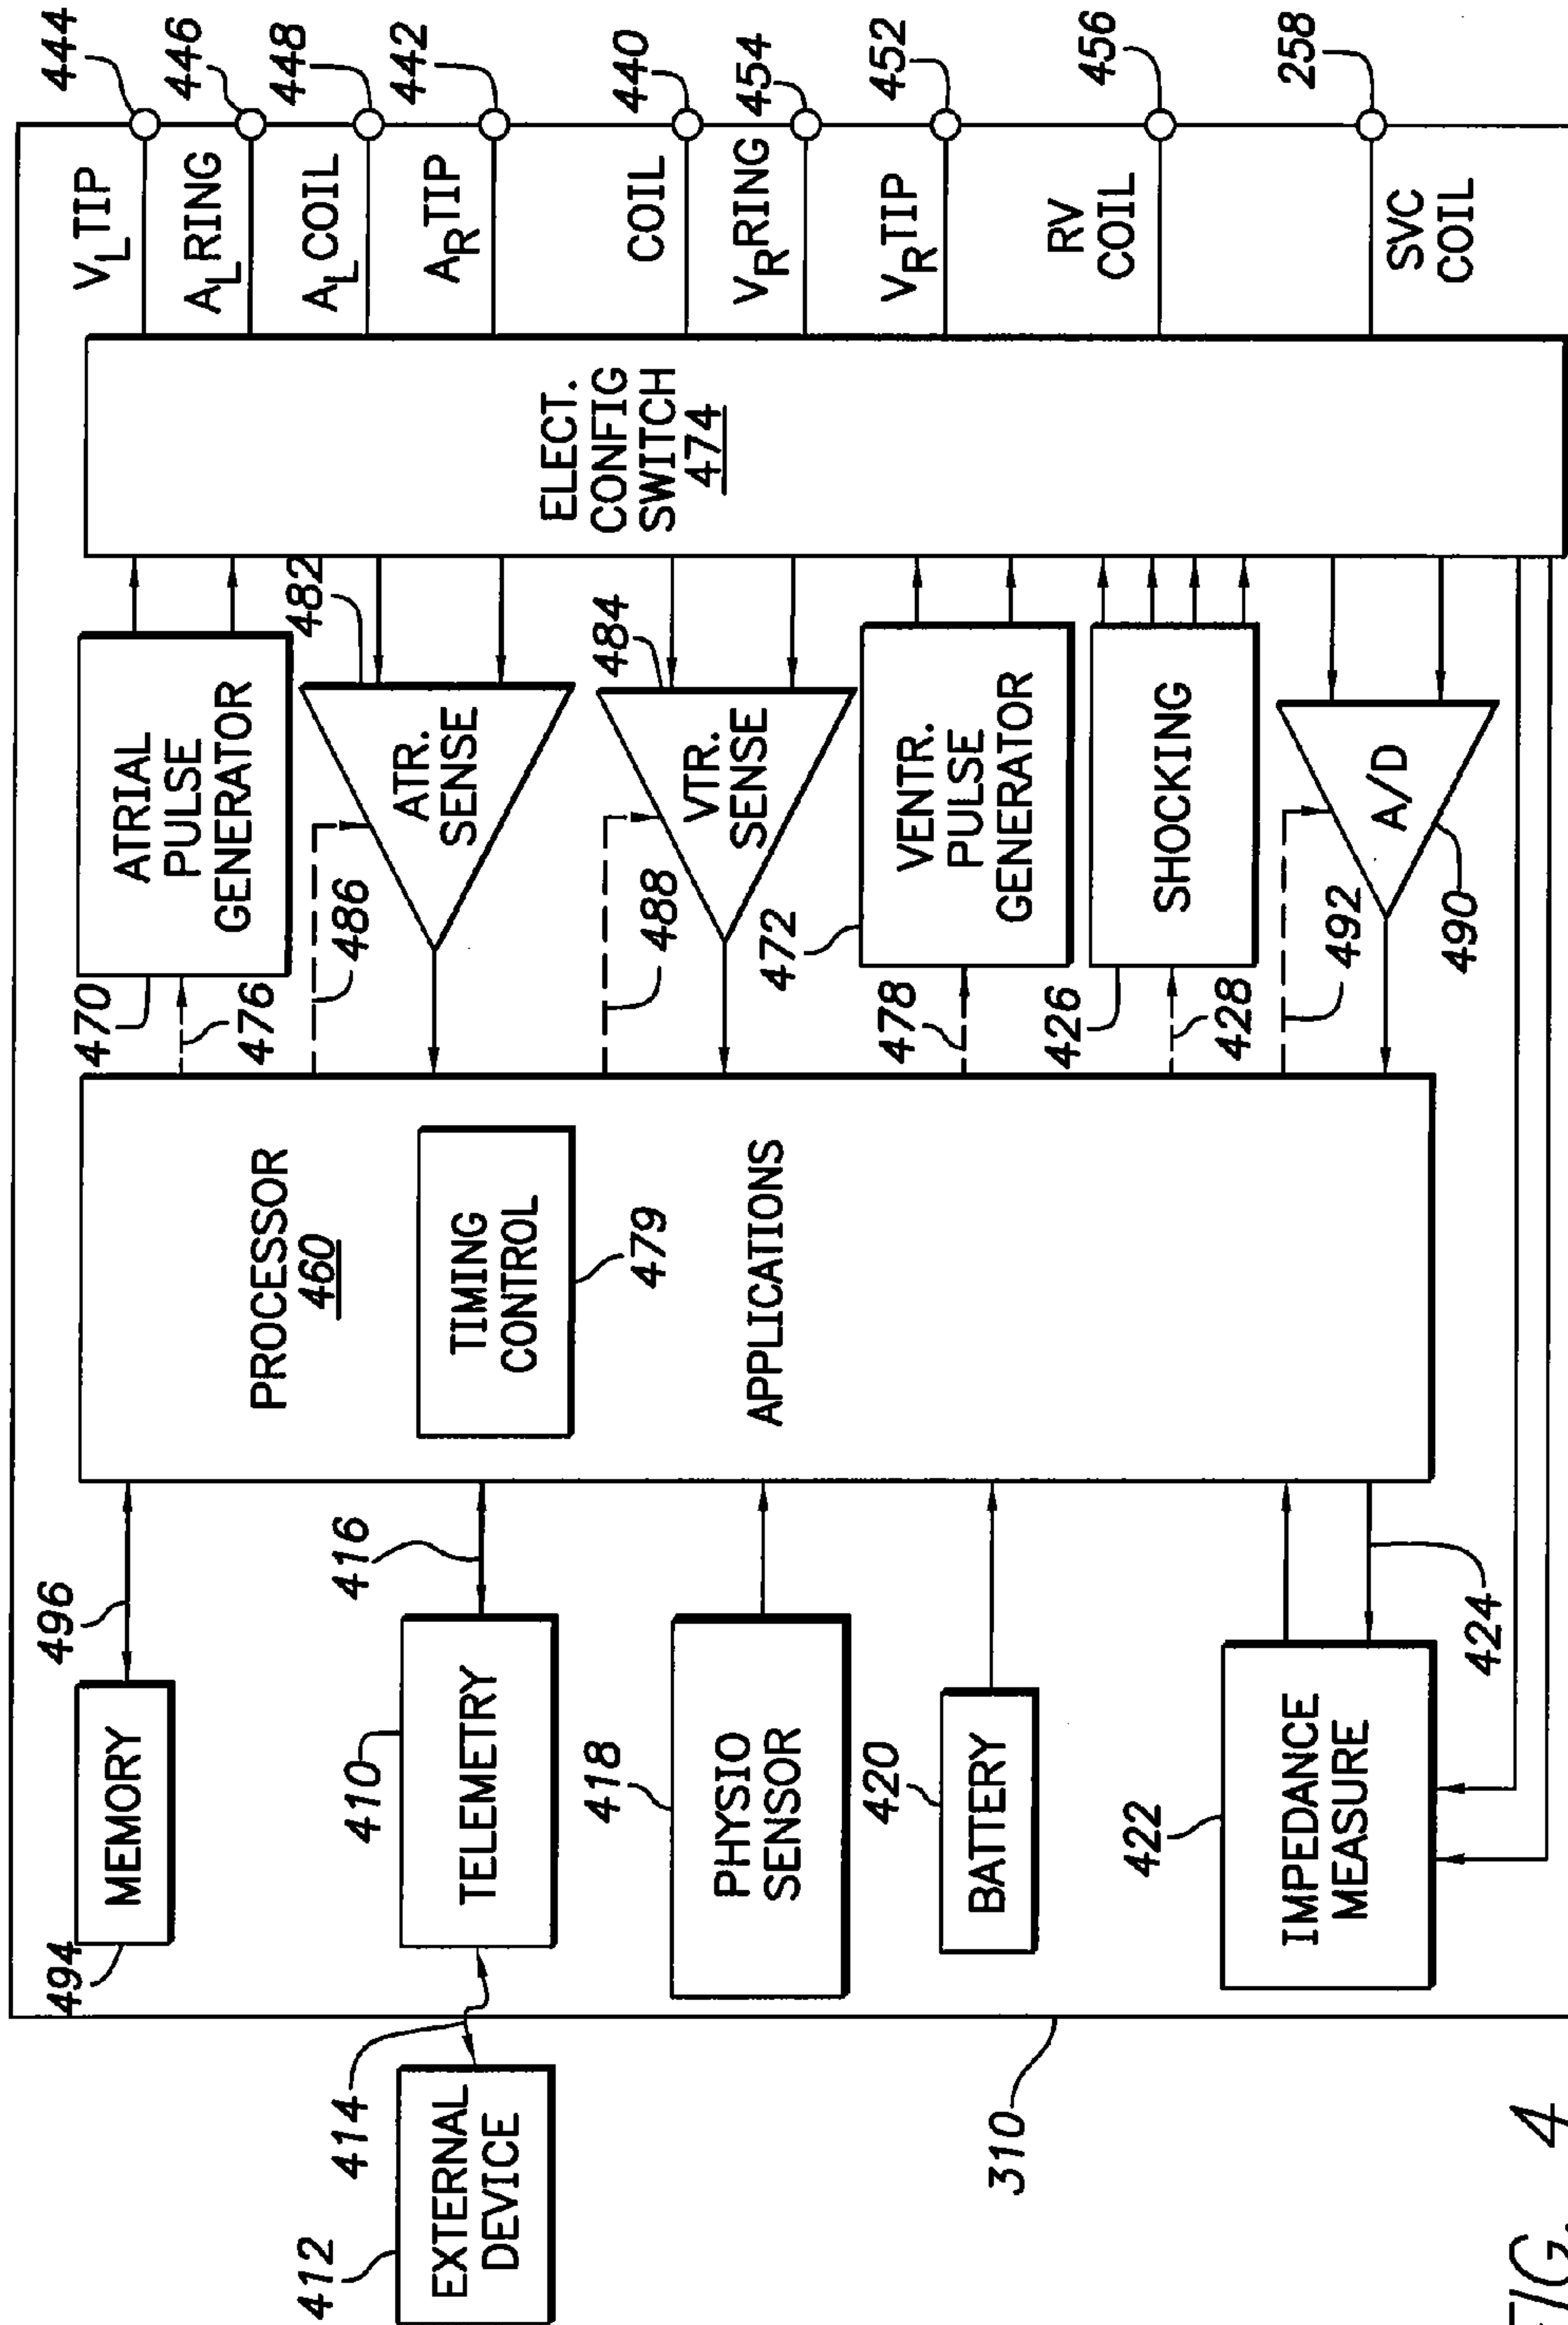 444
V_L TIP
446
A_L RING
448
A_L COIL
442
A_R TIP
440
COIL
454
V_R RING
452
V_R TIP
456
RV
COIL
258
SVC
COIL
ELECT.
CONFIG
SWITCH
474
470
ATRIAL
PULSE
GENERATOR
476
482
ATR.
SENSE
486
484
VTR.
SENSE
488
472
VENTR.
PULSE
GENERATOR
478
426
SHOCKING
428
A/D
492
490
PROCESSOR
460
TIMING
CONTROL
479
APPLICATIONS
496
494
MEMORY
416
410
TELEMETRY
418
PHYSIO
SENSOR
420
BATTERY
422
IMPEDANCE
MEASURE
424
414
412
EXTERNAL
DEVICE
310
FIG. 4